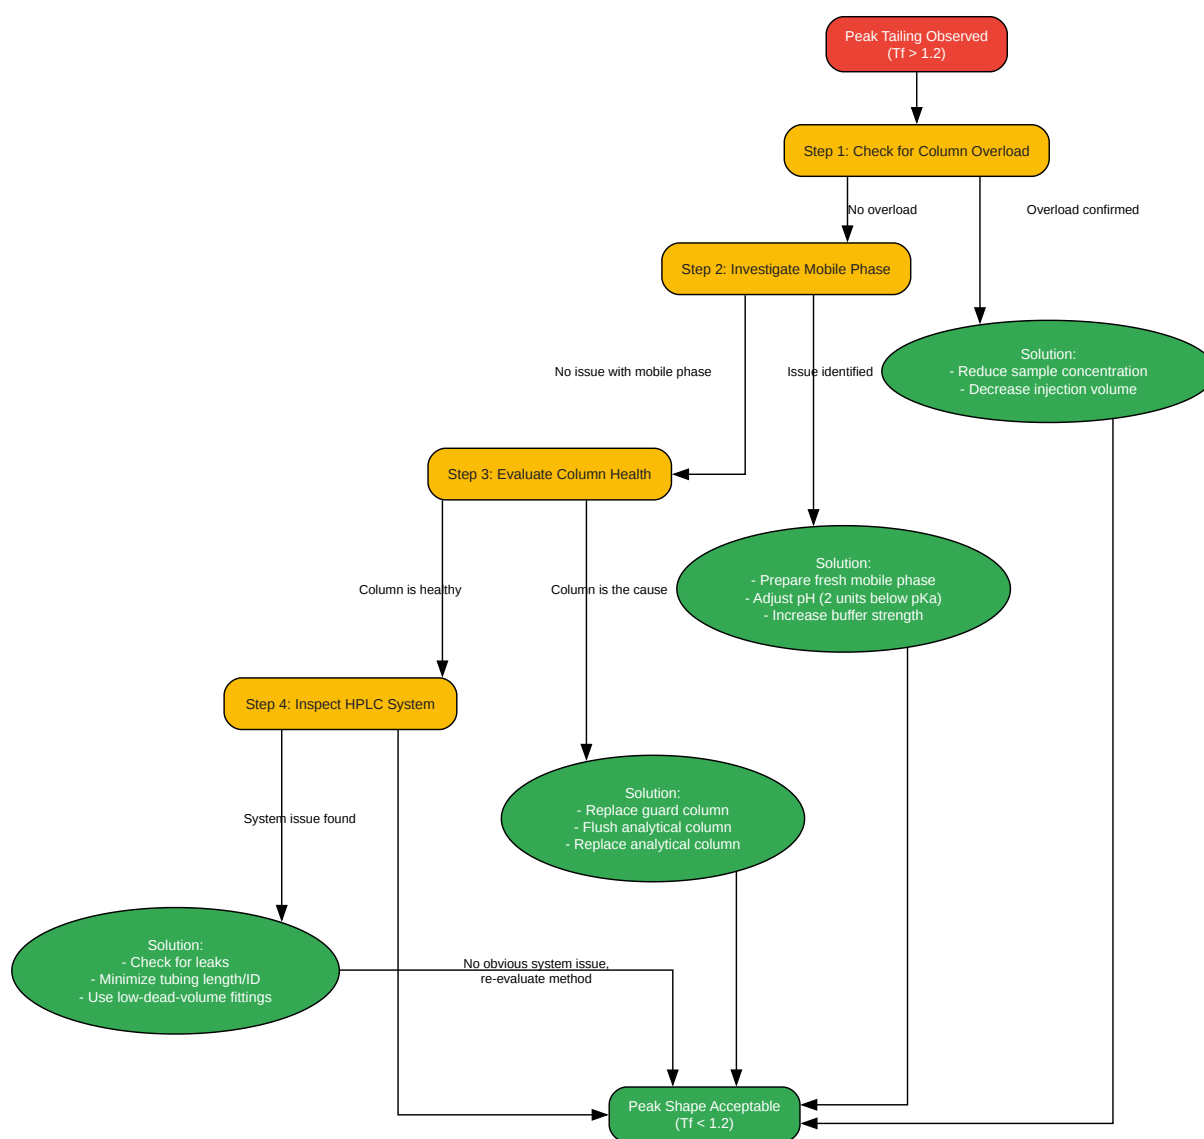 Peak Tailing Observed
(Tf > 1.2)
Step 1: Check for Column Overload
No overload
Overload confirmed
Step 2: Investigate Mobile Phase
Solution:
- Reduce sample concentration
- Decrease injection volume
No issue with mobile phase
Issue identified
Step 3: Evaluate Column Health
Solution:
- Prepare fresh mobile phase
- Adjust pH (2 units below pKa)
- Increase buffer strength
Column is healthy
Column is the cause
Step 4: Inspect HPLC System
Solution:
- Replace guard column
- Flush analytical column
- Replace analytical column
System issue found
Solution:
- Check for leaks
- Minimize tubing length/ID
- Use low-dead-volume fittings
No obvious system issue,
re-evaluate method
Peak Shape Acceptable
(Tf < 1.2)